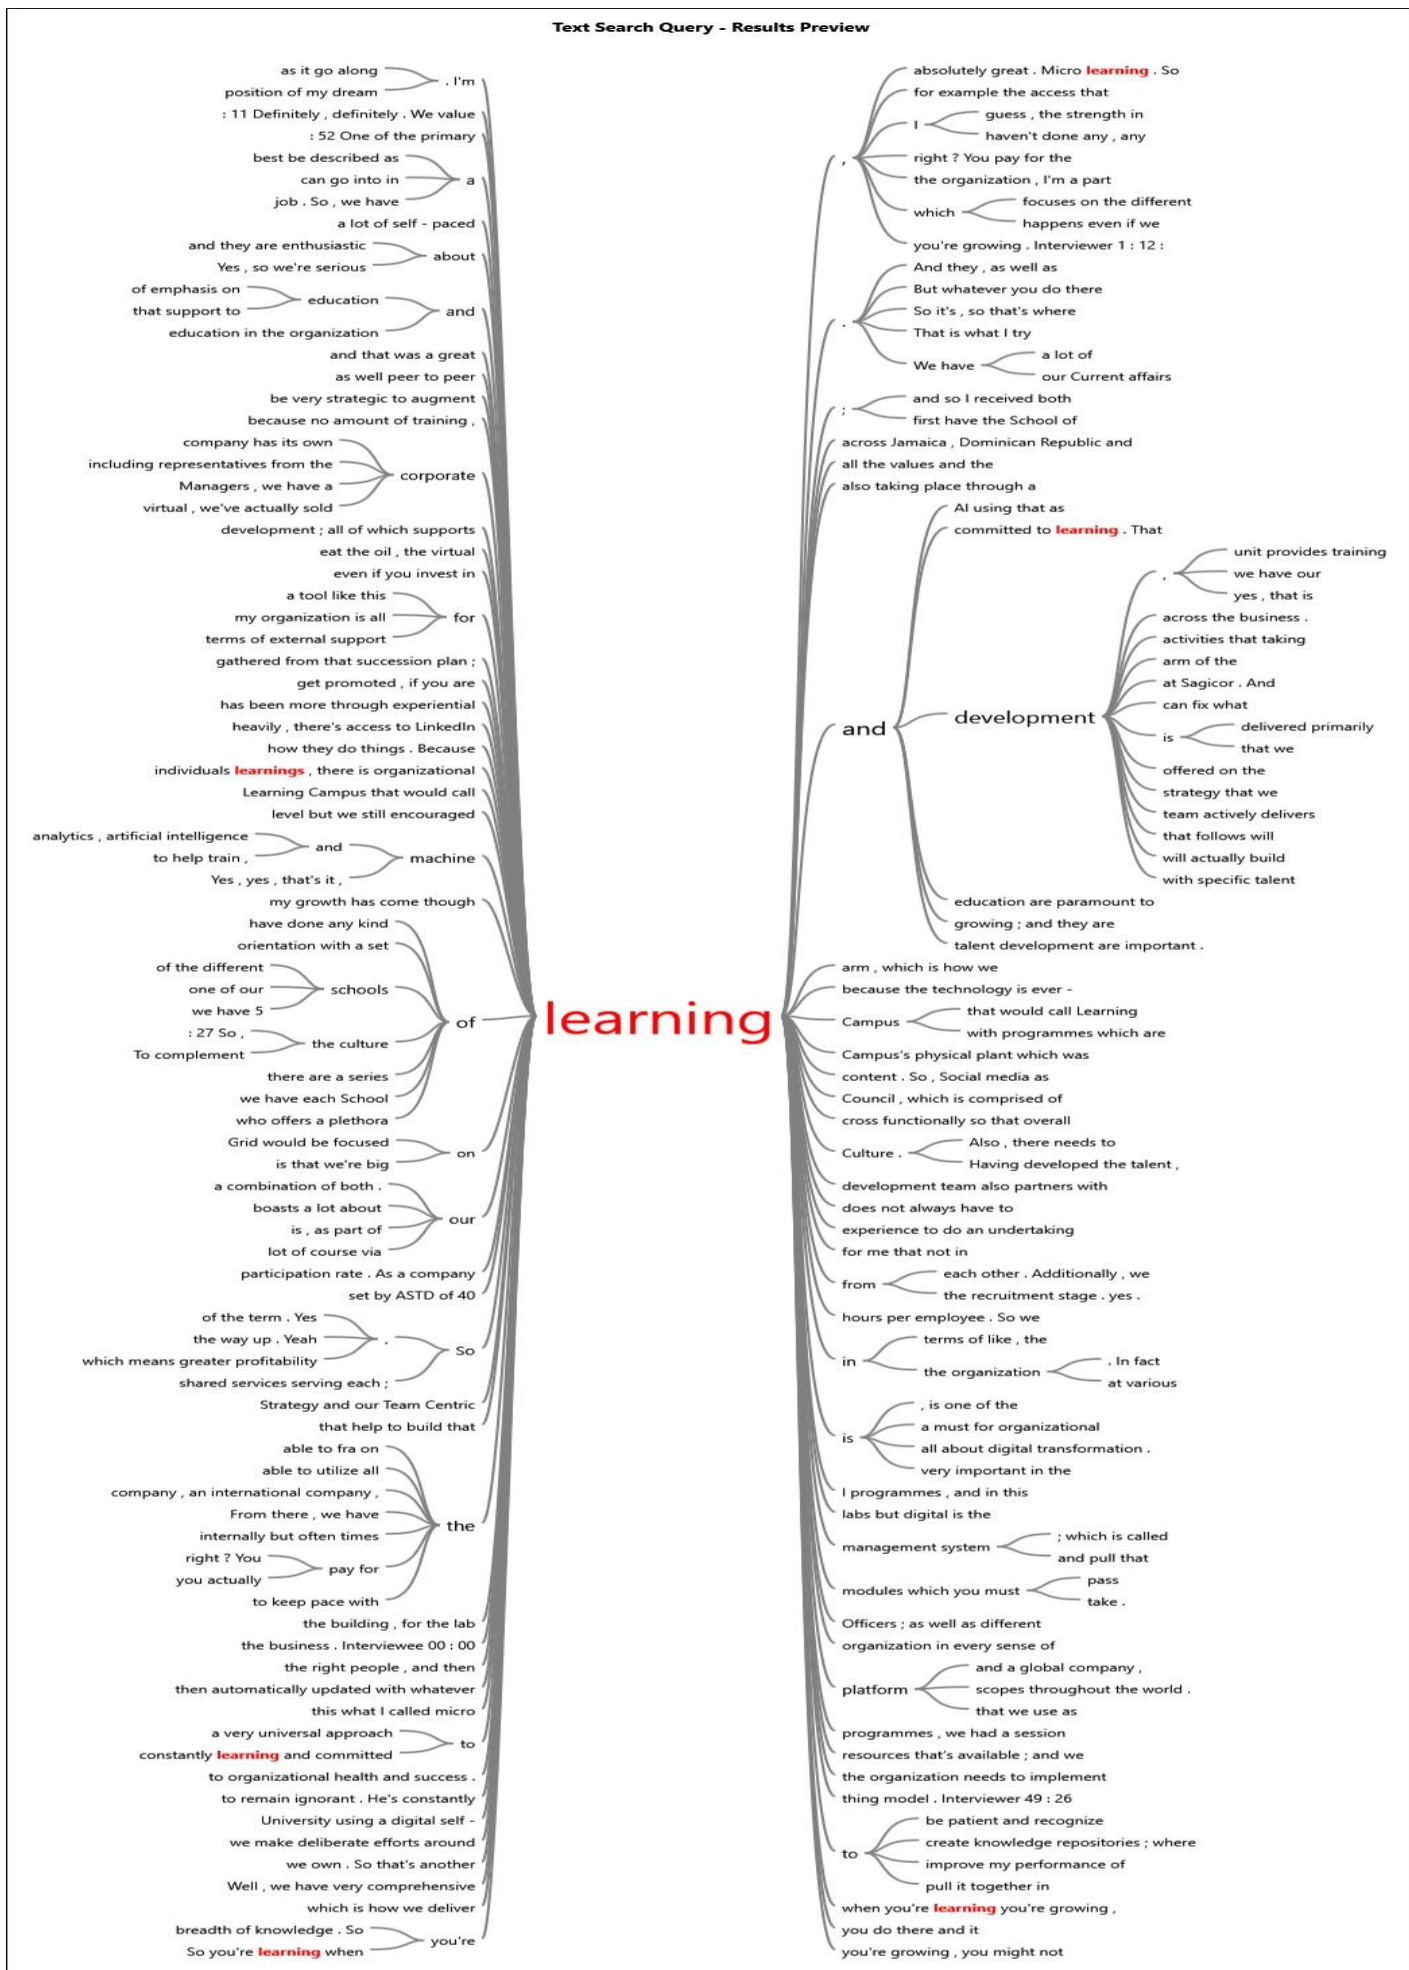 Text Search Query - Results Preview
as it go along
position of my dream
. I'm
: 11 Definitely , definitely . We value
: 52 One of the primary
best be described as
can go into in
job . So , we have
a
a lot of self - paced
and they are enthusiastic
Yes , so we're serious
about
of emphasis on
that support to
education
education in the organization
and
and that was a great
as well peer to peer
be very strategic to augment
because no amount of training ,
company has its own
including representatives from the
Managers , we have a
virtual , we've actually sold
corporate
development ; all of which supports
eat the oil , the virtual
even if you invest in
a tool like this
my organization is all
terms of external support
for
gathered from that succession plan ;
get promoted , if you are
has been more through experiential
heavily , there's access to LinkedIn
how they do things . Because
individuals learnings , there is organizational
Learning Campus that would call
level but we still encouraged
analytics , artificial intelligence
to help train ,
and
Yes , yes , that's it ,
machine
my growth has come though
have done any kind
orientation with a set
of the different
one of our
we have 5
schools
: 27 So ,
To complement
the culture
there are a series
we have each School
who offers a plethora
of
Grid would be focused
is that we're big
on
a combination of both .
boasts a lot about
is , as part of
lot of course via
our
participation rate . As a company
set by ASTD of 40
of the term . Yes
the way up . Yeah
which means greater profitability
.
shared services serving each ;
So
Strategy and our Team Centric
that help to build that
able to fra on
able to utilize all
company , an international company ,
From there , we have
internally but often times
right ? You
you actually
pay for
to keep pace with
the
the building , for the lab
the business . Interviewee 00 : 00
the right people , and then
then automatically updated with whatever
this what I called micro
a very universal approach
constantly learning and committed
to
to organizational health and success .
to remain ignorant . He's constantly
University using a digital self -
we make deliberate efforts around
we own . So that's another
Well , we have very comprehensive
which is how we deliver
breadth of knowledge . So
So you're learning when
you're
learning
,
absolutely great . Micro learning . So
for example the access that
I
guess , the strength in
haven't done any , any
right ? You pay for the
the organization , I'm a part
which
focuses on the different
happens even if we
you're growing . Interviewer 1 : 12 :
.
And they , as well as
But whatever you do there
So it's , so that's where
That is what I try
We have
a lot of
our Current affairs
;
and so I received both
first have the School of
across Jamaica , Dominican Republic and
all the values and the
also taking place through a
and
AI using that as
committed to learning . That
development
,
unit provides training
we have our
yes , that is
across the business .
activities that taking
arm of the
at Sagicor . And
can fix what
is
delivered primarily
that we
offered on the
strategy that we
team actively delivers
that follows will
will actually build
with specific talent
education are paramount to
growing ; and they are
talent development are important .
arm , which is how we
because the technology is ever -
Campus
that would call Learning
with programmes which are
Campus's physical plant which was
content . So , Social media as
Council , which is comprised of
cross functionally so that overall
Culture .
Also , there needs to
Having developed the talent ,
development team also partners with
does not always have to
experience to do an undertaking
for me that not in
from
each other . Additionally , we
the recruitment stage . yes .
hours per employee . So we
in
terms of like , the
the organization
. In fact
at various
is
, is one of the
a must for organizational
all about digital transformation .
very important in the
I programmes , and in this
labs but digital is the
management system
; which is called
and pull that
modules which you must
pass
take .
Officers ; as well as different
organization in every sense of
platform
and a global company ,
scopes throughout the world .
that we use as
programmes , we had a session
resources that's available ; and we
the organization needs to implement
thing model . Interviewer 49 : 26
to
be patient and recognize
create knowledge repositories ; where
improve my performance of
pull it together in
when you're learning you're growing ,
you do there and it
you're growing , you might not